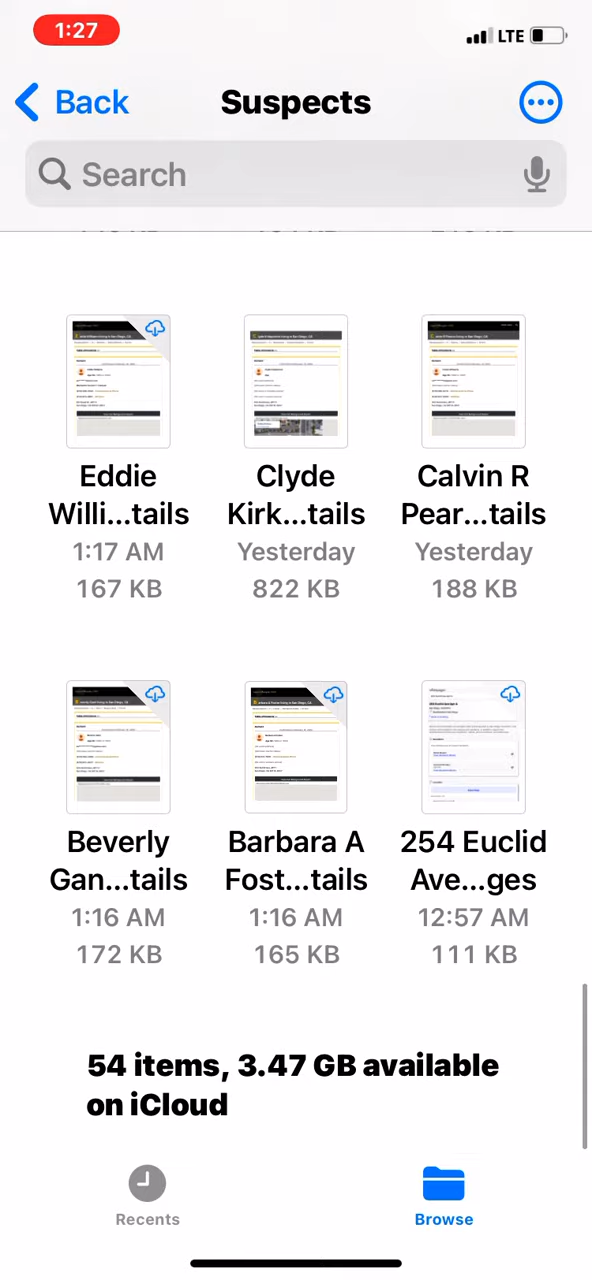 1:27
LTE
Back
Suspects
Search
Eddie
Willi...tails
1:17 AM
167 KB
Clyde
Kirk...tails
Yesterday
822 KB
Calvin R
Pear...tails
Yesterday
188 KB
Beverly
Gan...tails
1:16 AM
172 KB
Barbara A
Fost...tails
1:16 AM
165 KB
254 Euclid
Ave...ges
12:57 AM
111 KB
54 items, 3.47 GB available
on iCloud
Recents
Browse